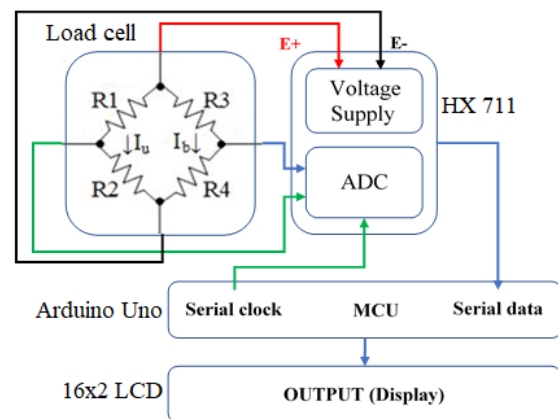 Load cell
E+
E-
R1
R3
Iu
Ib
R2
R4
Voltage
Supply
HX 711
ADC
Arduino Uno
Serial clock
MCU
Serial data
16x2 LCD
OUTPUT (Display)